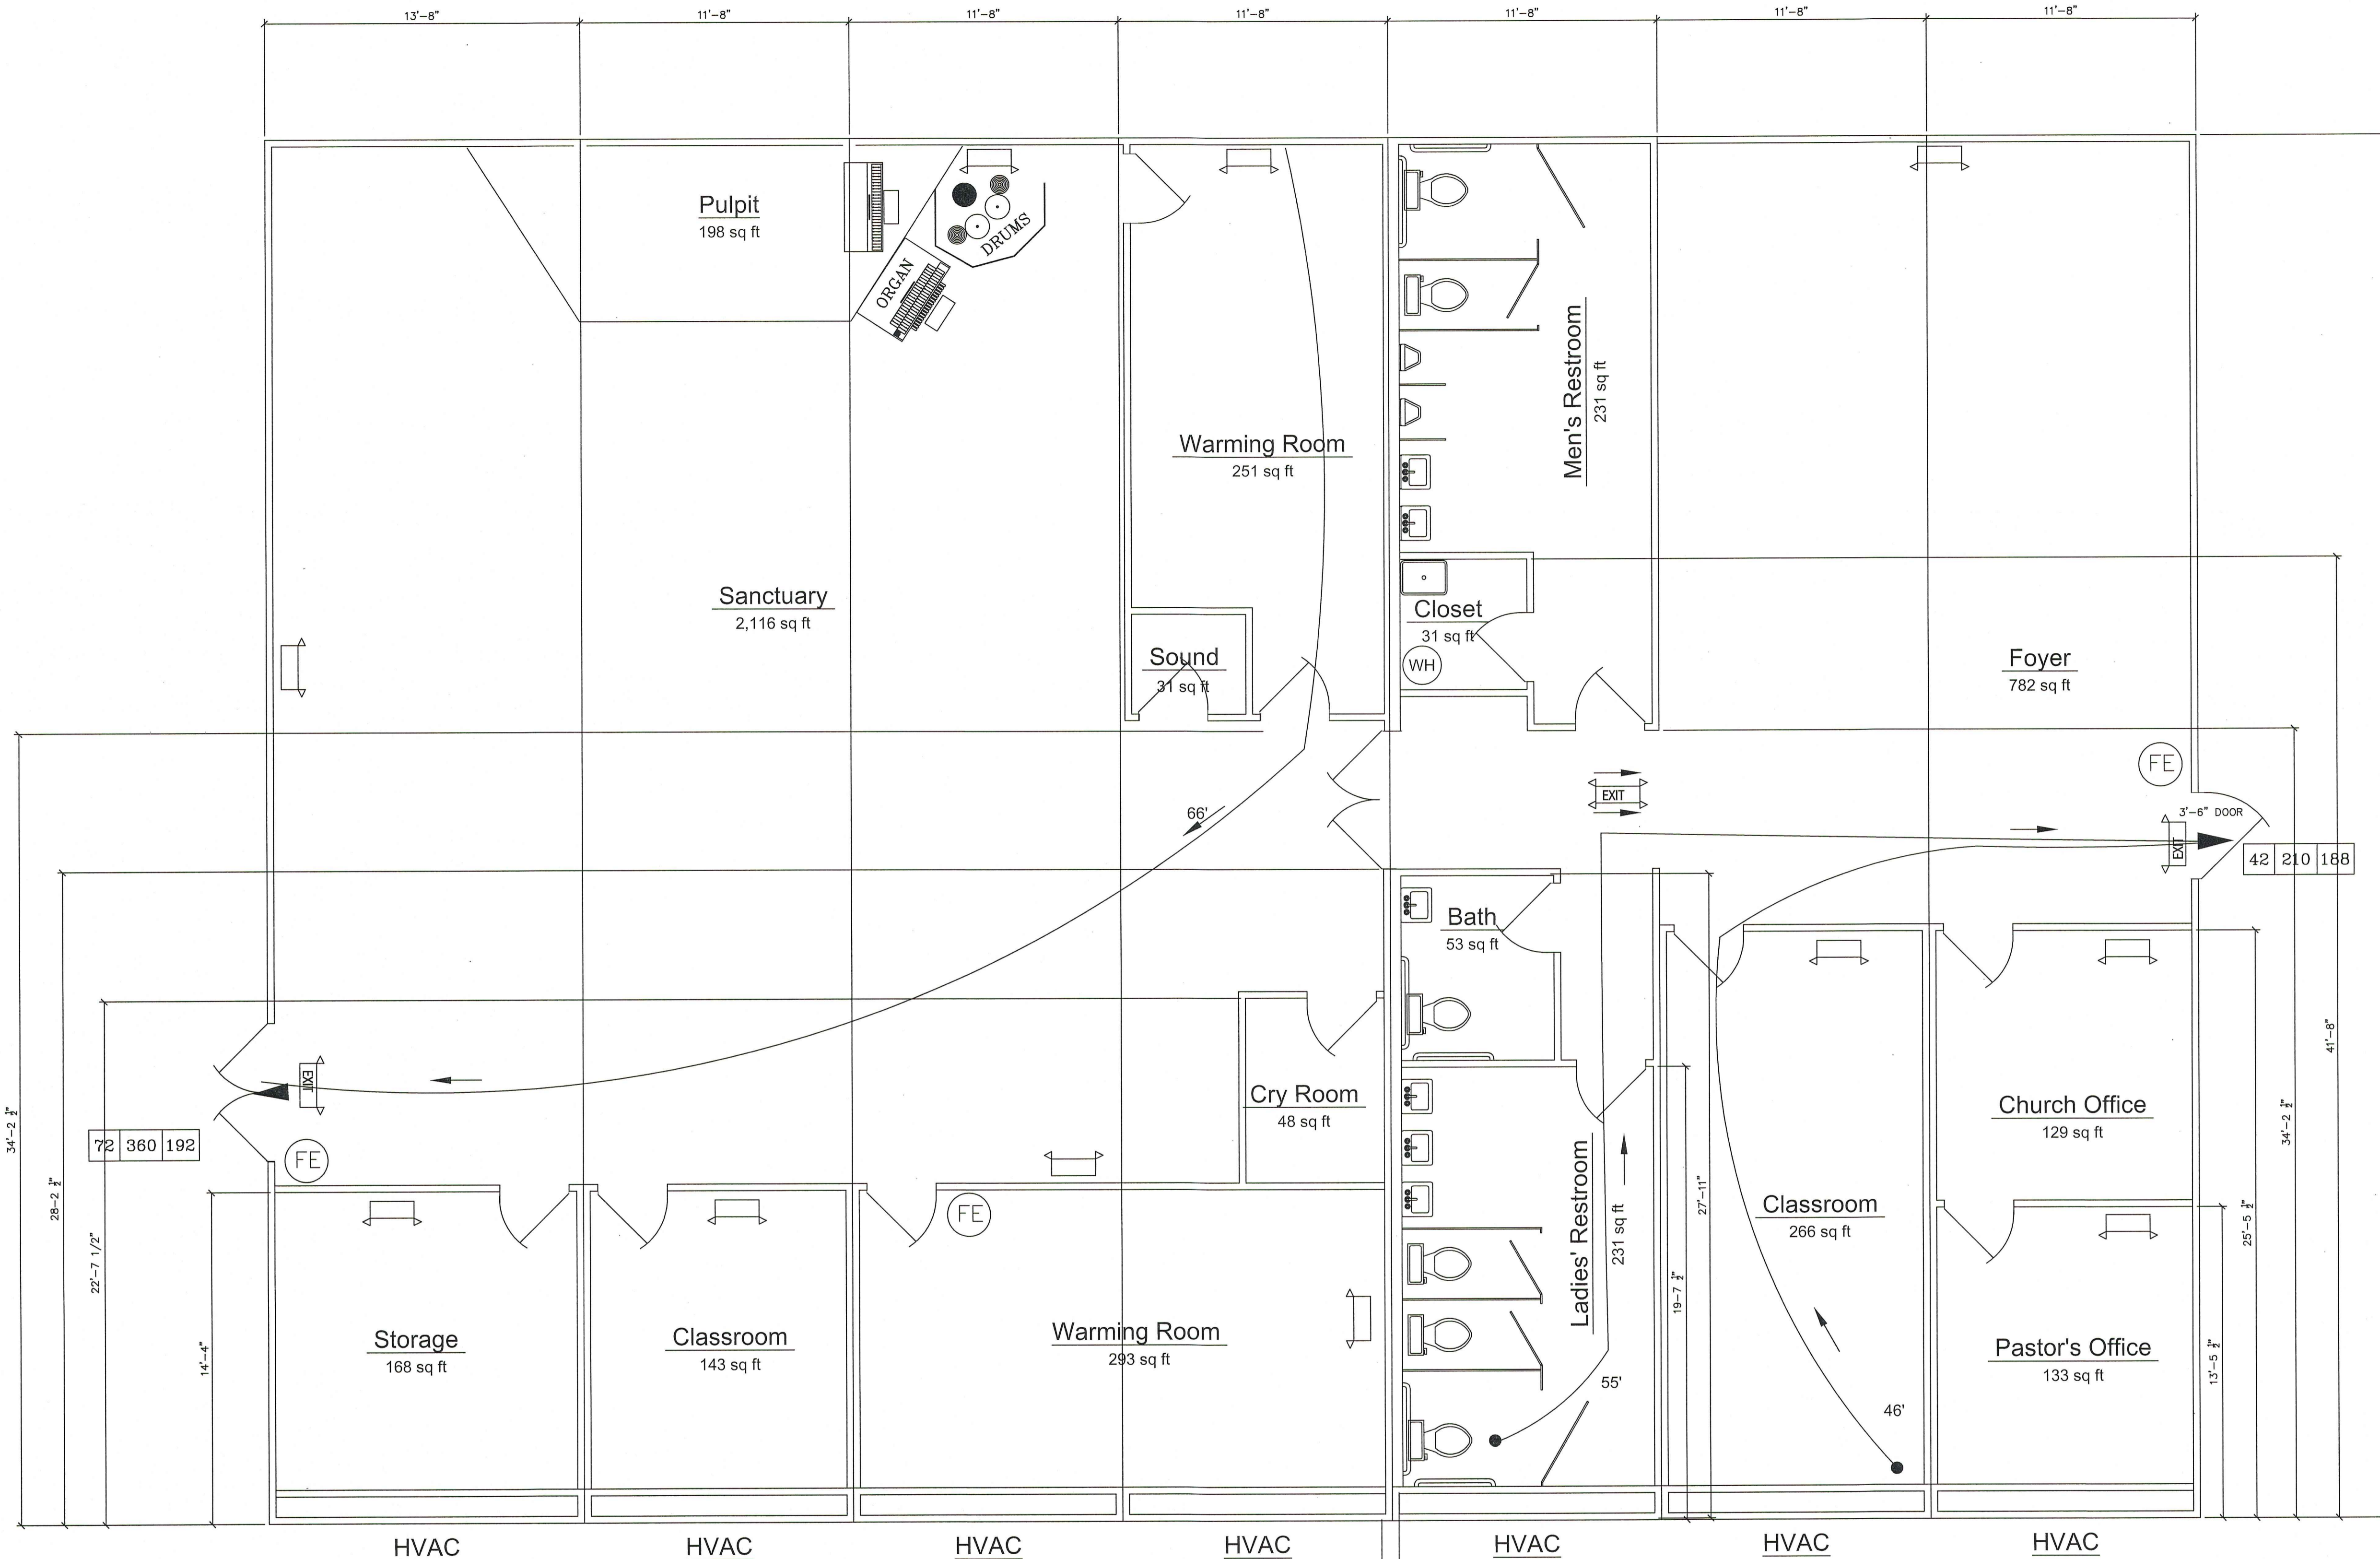 13'-8"
11'-8"
11'-8"
11'-8"
11'-8"
11'-8"
11'-8"
Pulpit
198 sq ft
ORGAN
DRUMS
Warming Room
251 sq ft
Men's Restroom
231 sq ft
Sanctuary
2,116 sq ft
Sound
31 sq ft
Closet
31 sq ft
WH
Foyer
782 sq ft
FE
3'-6" DOOR
EXIT
EXIT
42 210 188
66'
Bath
53 sq ft
EXIT
72 360 192
FE
Cry Room
48 sq ft
FE
Ladies' Restroom
231 sq ft
Church Office
129 sq ft
Classroom
266 sq ft
Storage
168 sq ft
Classroom
143 sq ft
Warming Room
293 sq ft
Pastor's Office
133 sq ft
55'
46'
34'-2 1/2"
28-2 1/2"
22'-7 1/2"
14'-4"
27'-11"
19-7 1/2"
13'-5 1/2"
25'-5 1/2"
34'-2 1/2"
41'-8"
HVAC
HVAC
HVAC
HVAC
HVAC
HVAC
HVAC